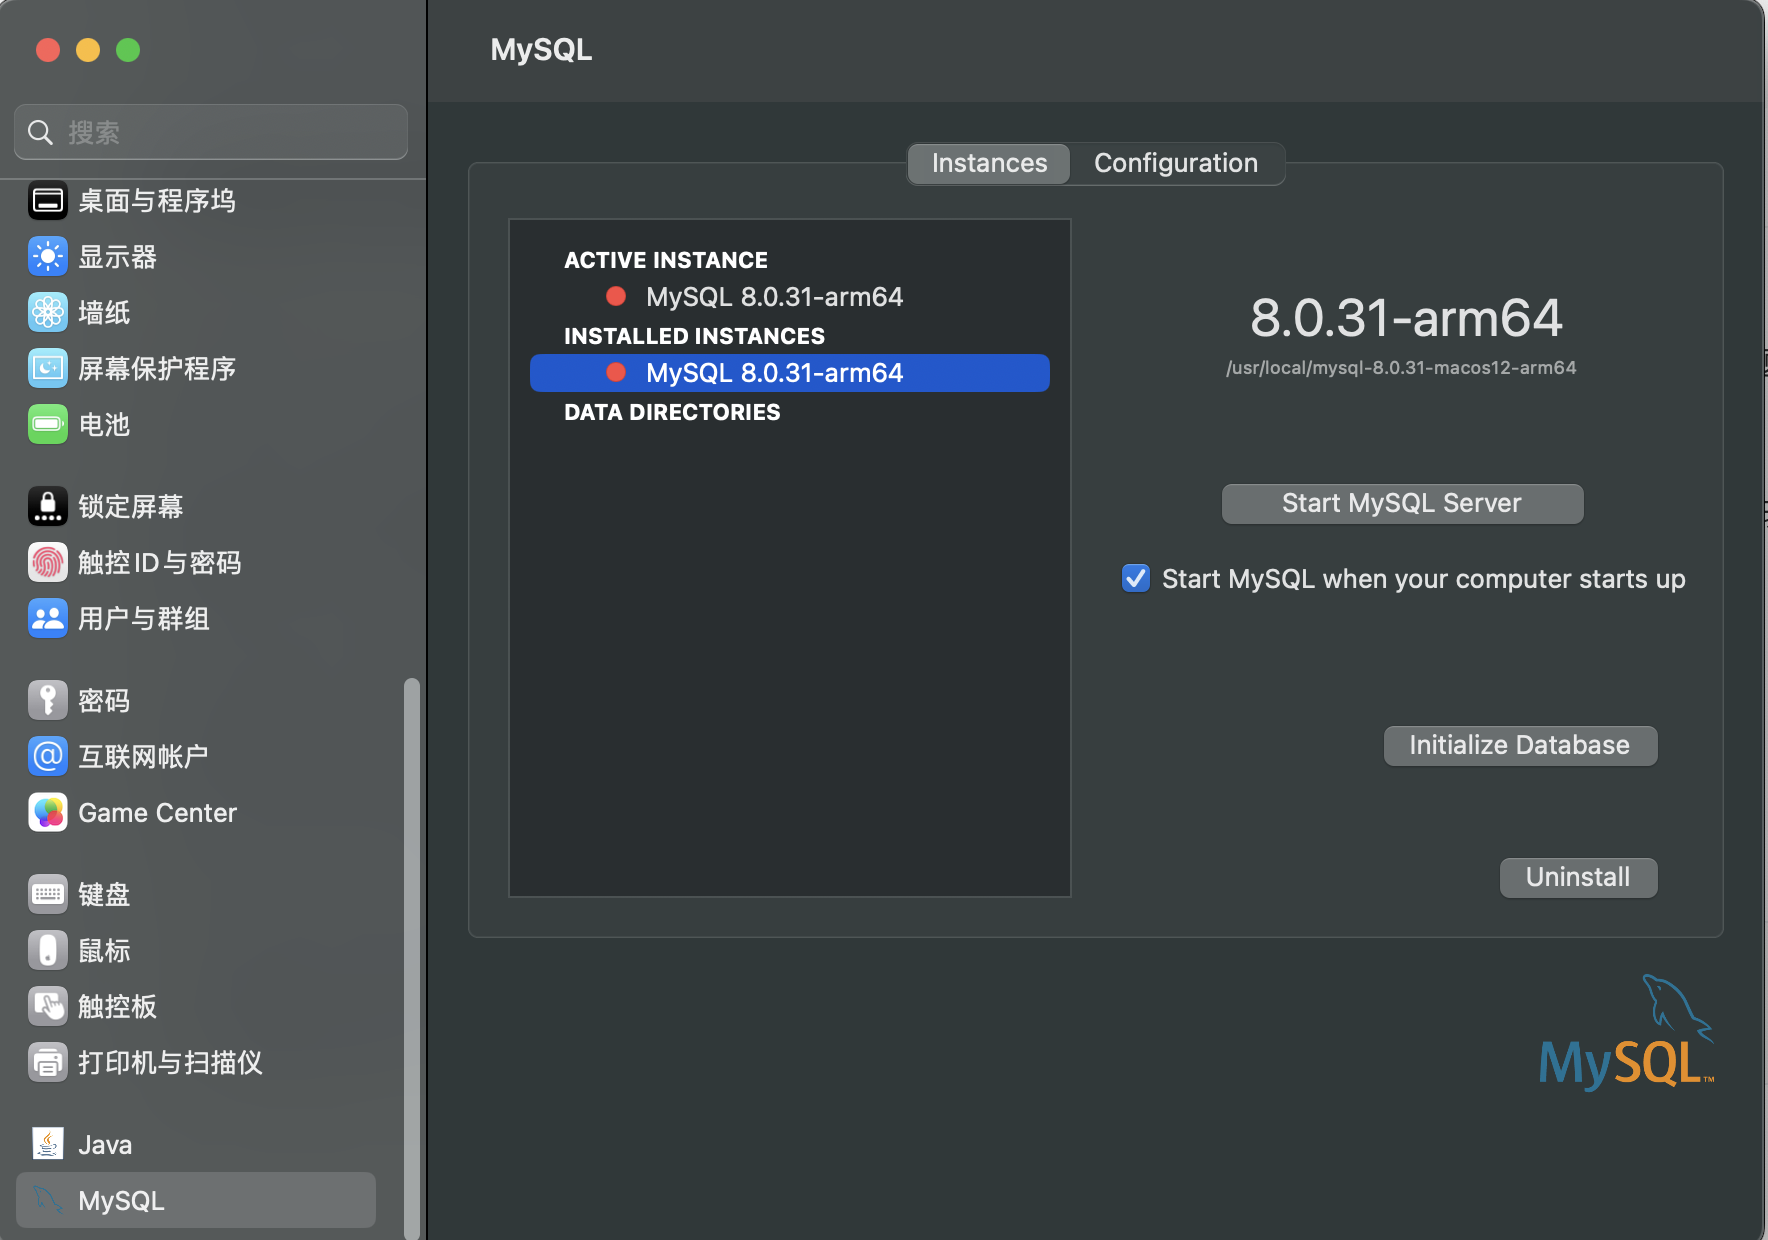 搜索
桌面与程序坞
显示器
墙纸
屏幕保护程序
电池
锁定屏幕
触控ID与密码
用户与群组
密码
互联网帐户
Game Center
键盘
鼠标
触控板
打印机与扫描仪
Java
MySQL
MySQL
Instances
Configuration
ACTIVE INSTANCE
MySQL 8.0.31-arm64
INSTALLED INSTANCES
MySQL 8.0.31-arm64
DATA DIRECTORIES
8.0.31-arm64
/usr/local/mysql-8.0.31-macos12-arm64
Start MySQL Server
Start MySQL when your computer starts up
Initialize Database
Uninstall
MySQL™